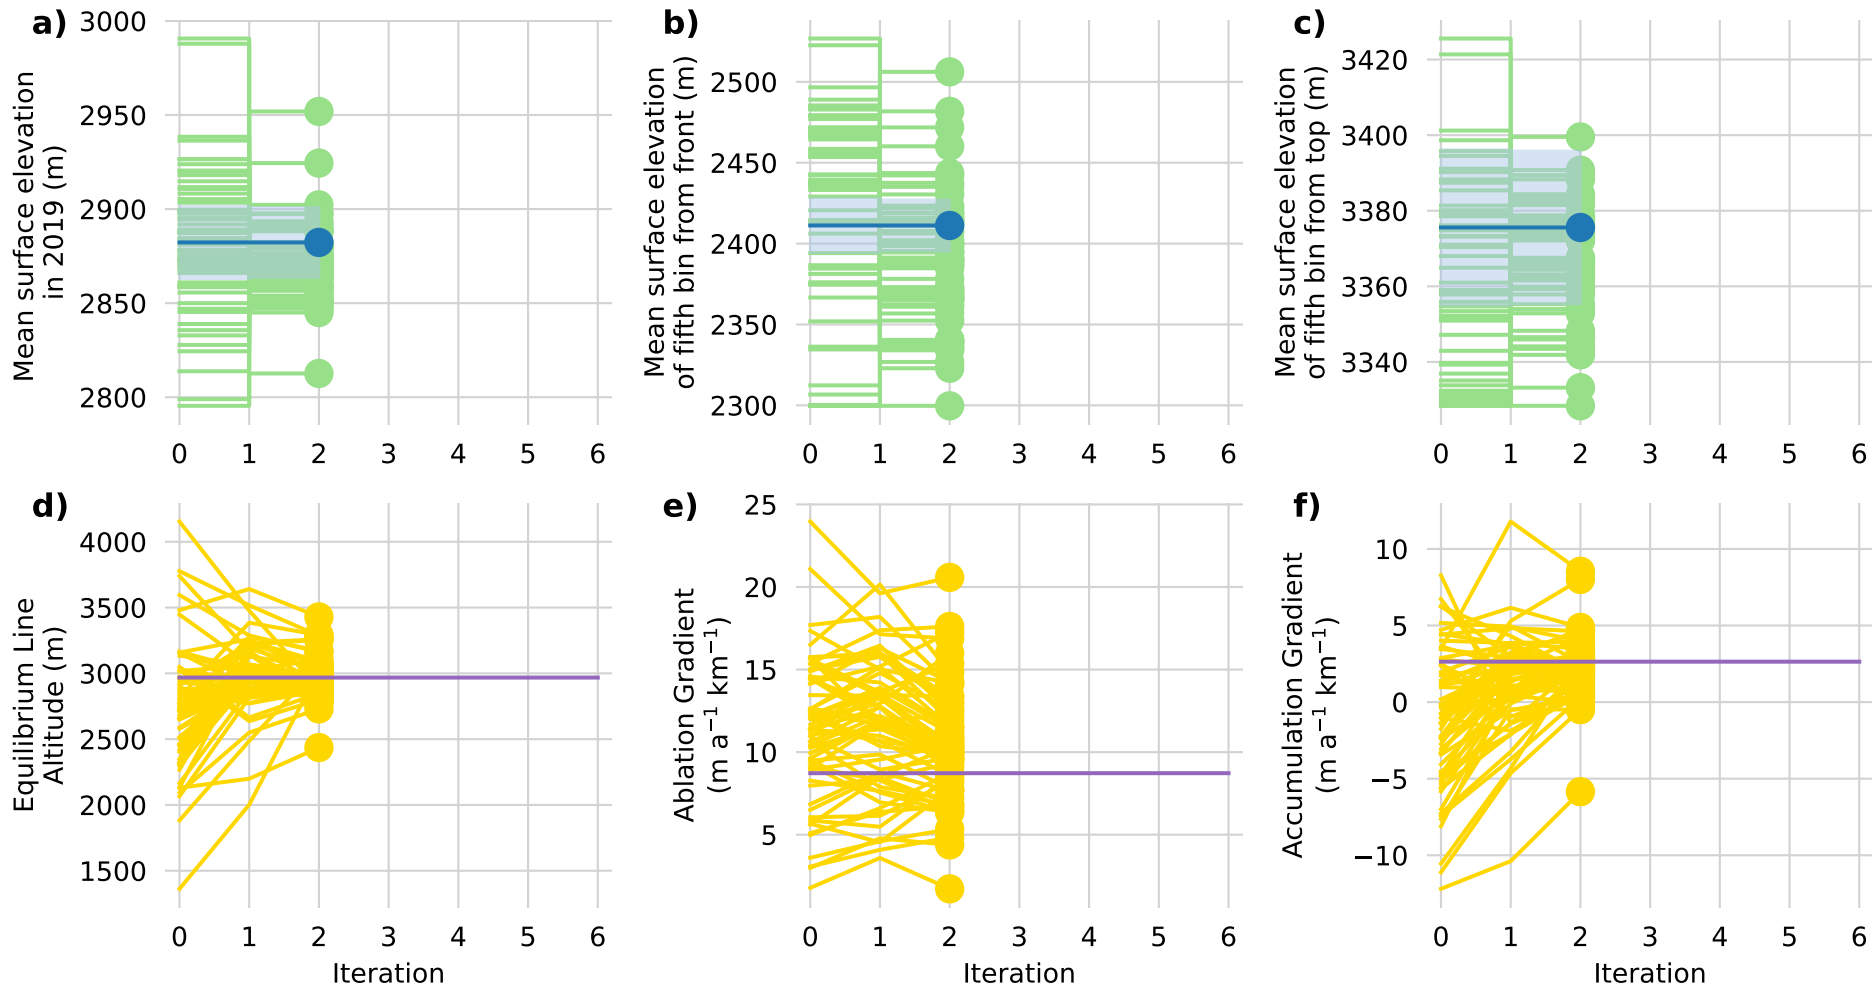 a)
Mean surface elevation
in 2019 (m)
3000
2950
2900
2850
2800
0 1 2 3 4 5 6
b)
Mean surface elevation
of fifth bin from front (m)
2500
2450
2400
2350
2300
0 1 2 3 4 5 6
c)
Mean surface elevation
of fifth bin from top (m)
3420
3400
3380
3360
3340
0 1 2 3 4 5 6
d)
Equilibrium Line
Altitude (m)
4000
3500
3000
2500
2000
1500
0 1 2 3 4 5 6
Iteration
e)
Ablation Gradient
(m a⁻¹ km⁻¹)
25
20
15
10
5
0 1 2 3 4 5 6
Iteration
f)
Accumulation Gradient
(m a⁻¹ km⁻¹)
10
5
0
−5
−10
0 1 2 3 4 5 6
Iteration